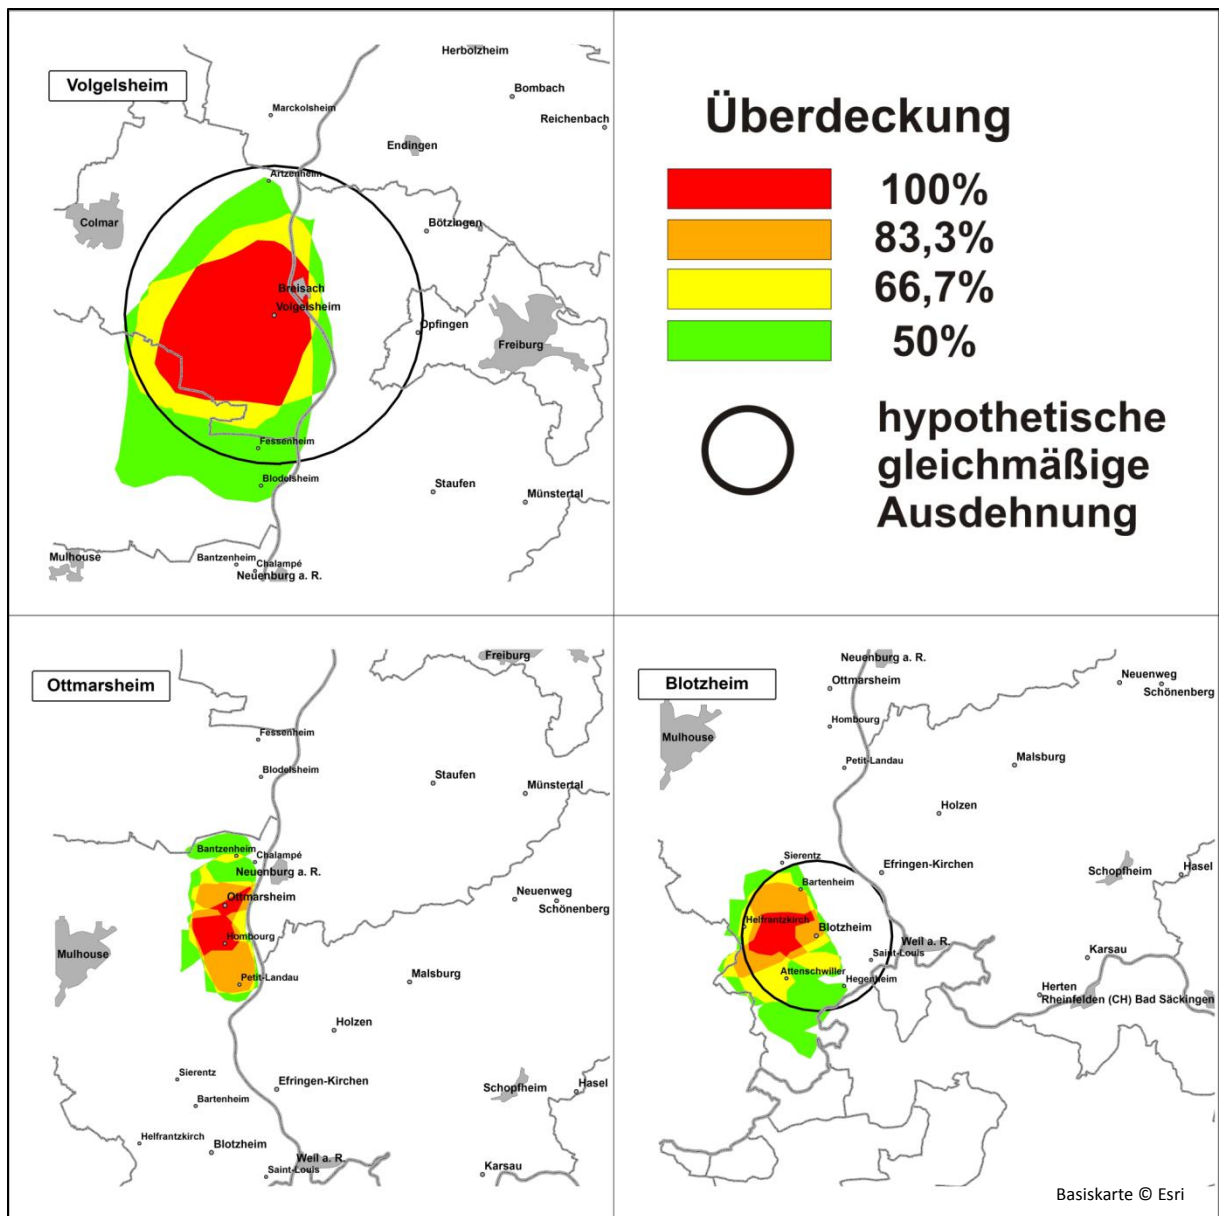 Volgelsheim
Herbolzheim
Bombach
Marckolsheim
Reichenbach
Endingen
Artzenheim
Colmar
Bötzingen
Breisach
Volgelsheim
Opfingen
Freiburg
Fessenheim
Blodelsheim
Staufen
Münstertal
Mulhouse
Bantzenheim
Chalampé
Neuenburg a. R.
Überdeckung
100%
83,3%
66,7%
50%
hypothetische
gleichmäßige
Ausdehnung
Ottmarsheim
Freiburg
Fessenheim
Blodelsheim
Staufen
Münstertal
Bantzenheim
Chalampé
Neuenburg a. R.
Ottmarsheim
Neuenweg
Schönenberg
Hombourg
Mulhouse
Petit-Landau
Malsburg
Holzen
Sierentz
Efringen-Kirchen
Schopfheim
Hasel
Bartenheim
Helfrantzkirch
Blotzheim
Weil a. R.
Saint-Louis
Karsau
Blotzheim
Neuenburg a. R.
Ottmarsheim
Neuenweg
Schönenberg
Hombourg
Mulhouse
Petit-Landau
Malsburg
Holzen
Sierentz
Efringen-Kirchen
Schopfheim
Hasel
Bartenheim
Helfrantzkirch
Blotzheim
Weil a. R.
Saint-Louis
Karsau
Attenschwiller
Hegenheim
Herten
Rheinfelden (CH) Bad Säckingen
Basiskarte © Esri